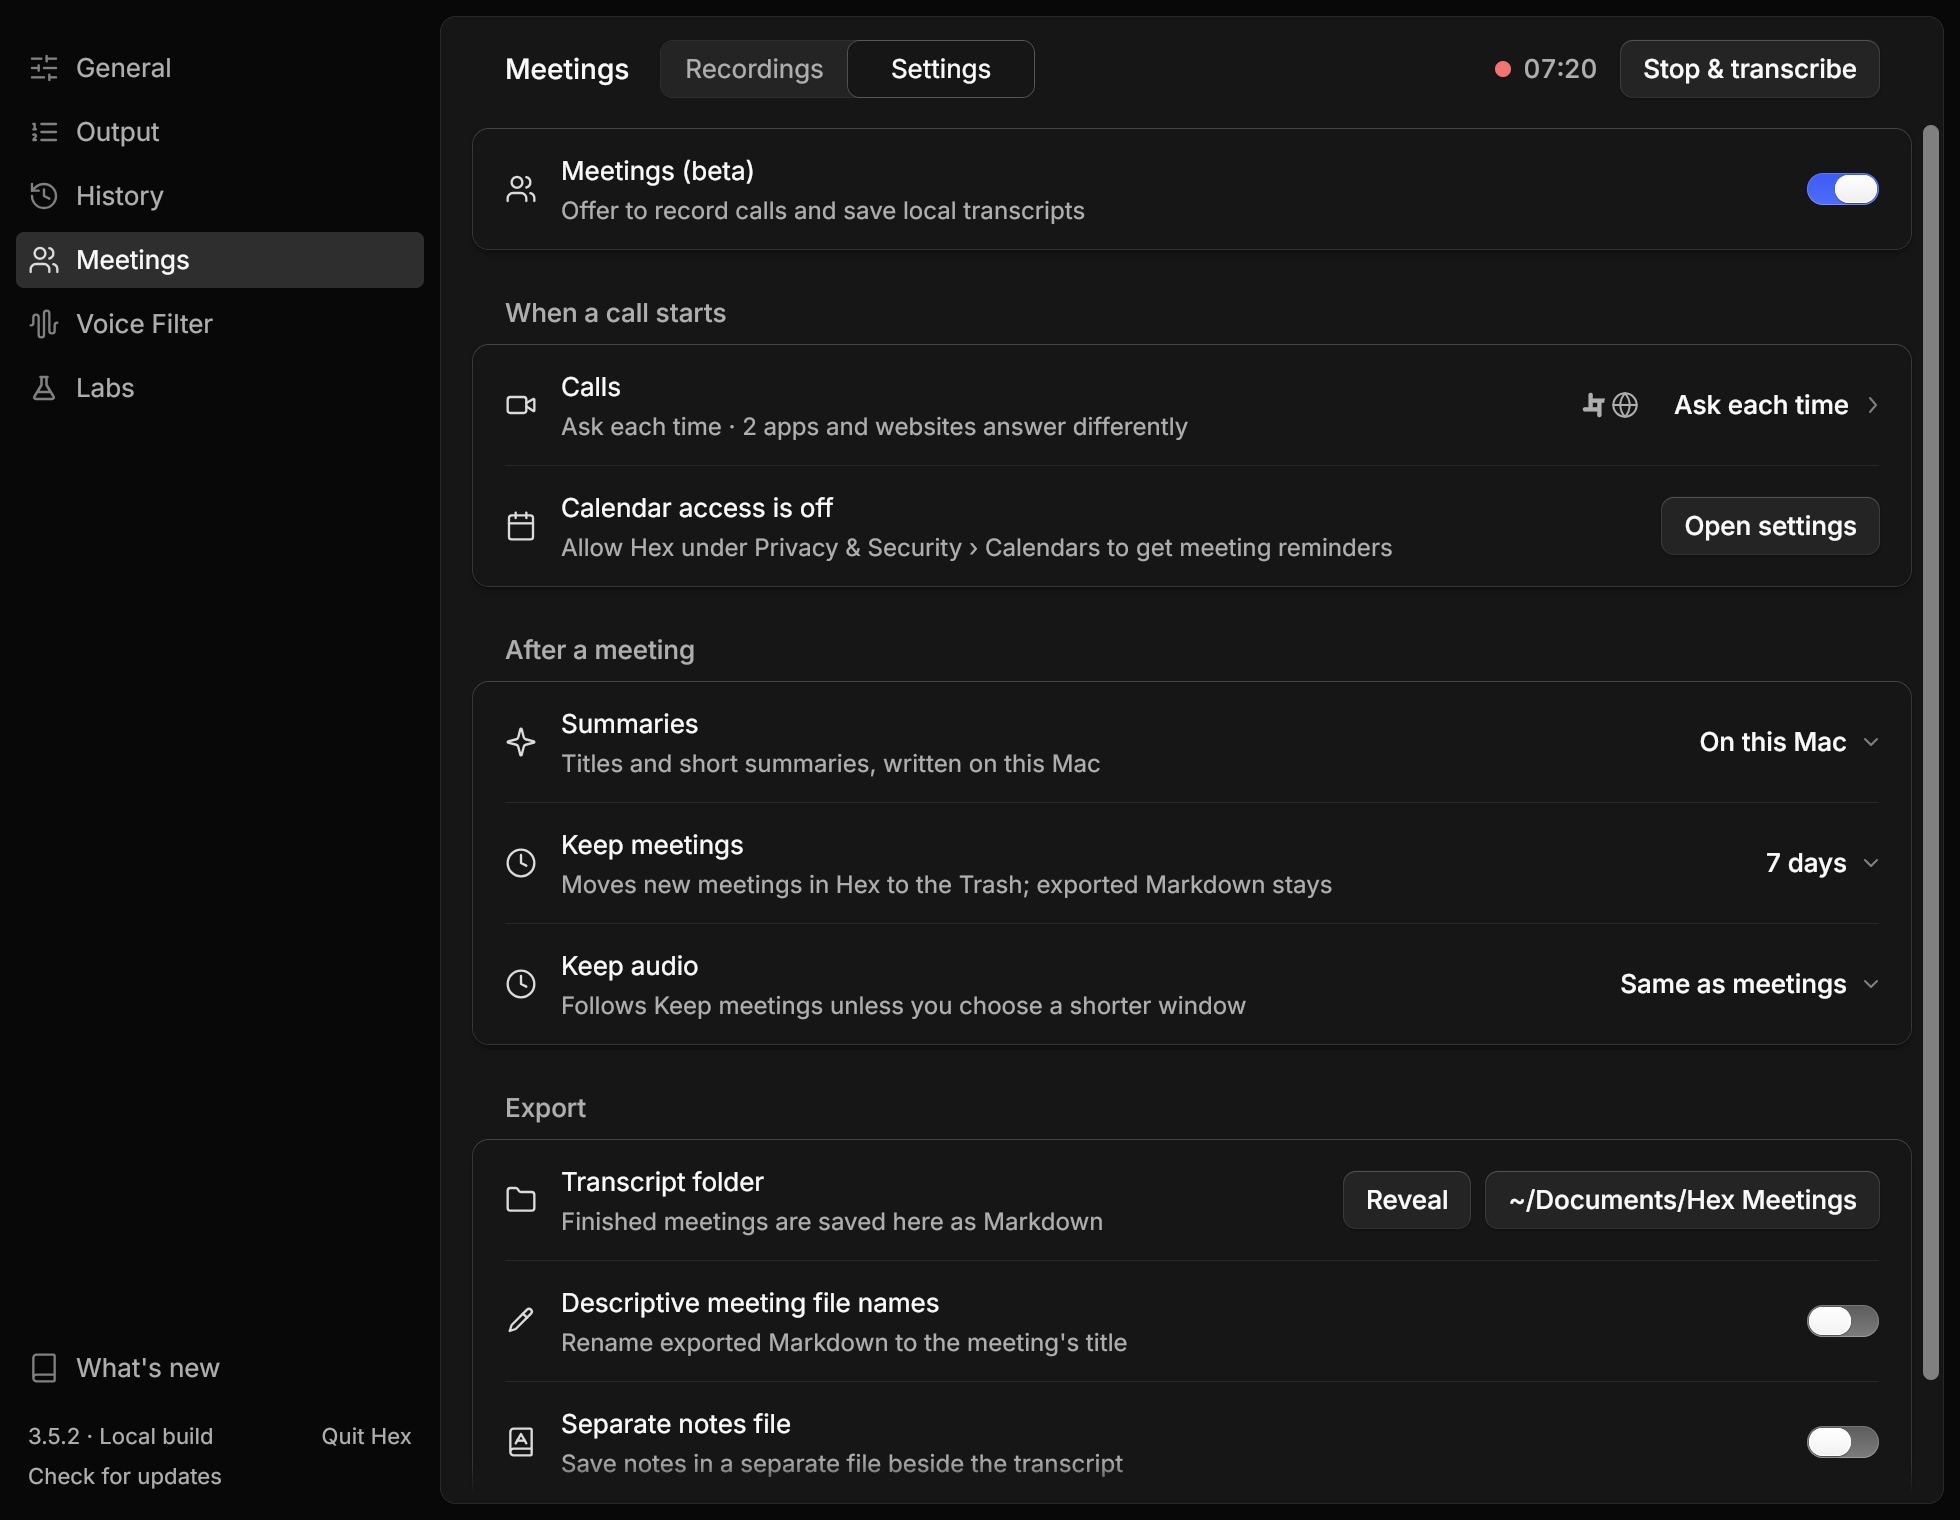 General
Output
History
Meetings
Voice Filter
Labs
What's new
3.5.2 · Local build
Quit Hex
Check for updates
Meetings
Recordings
Settings
07:20
Stop & transcribe
Meetings (beta)
Offer to record calls and save local transcripts
When a call starts
Calls
Ask each time · 2 apps and websites answer differently
Ask each time
Calendar access is off
Allow Hex under Privacy & Security › Calendars to get meeting reminders
Open settings
After a meeting
Summaries
Titles and short summaries, written on this Mac
On this Mac
Keep meetings
Moves new meetings in Hex to the Trash; exported Markdown stays
7 days
Keep audio
Follows Keep meetings unless you choose a shorter window
Same as meetings
Export
Transcript folder
Finished meetings are saved here as Markdown
Reveal
~/Documents/Hex Meetings
Descriptive meeting file names
Rename exported Markdown to the meeting's title
Separate notes file
Save notes in a separate file beside the transcript